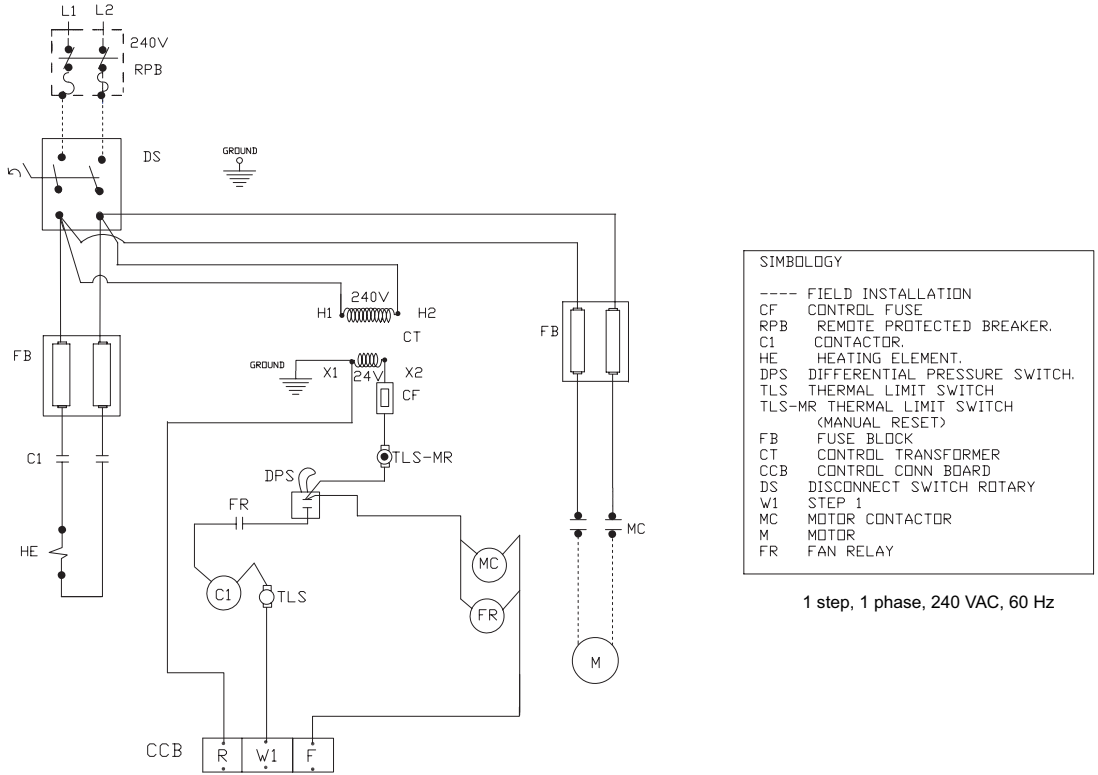 L1 L2
240V
RPB
DS
GROUND
240V
H1 H2
CT
FB
FB
GROUND
X1 24V X2
CF
C1
TLS-MR
DPS
FR
MC
HE
MC
C1
TLS
FR
M
CCB R W1 F
SIMBOLOGY
---- FIELD INSTALLATION
CF CONTROL FUSE
RPB REMOTE PROTECTED BREAKER.
C1 CONTACTOR.
HE HEATING ELEMENT.
DPS DIFFERENTIAL PRESSURE SWITCH.
TLS THERMAL LIMIT SWITCH
TLS-MR THERMAL LIMIT SWITCH
(MANUAL RESET)
FB FUSE BLOCK
CT CONTROL TRANSFORMER
CCB CONTROL CONN BOARD
DS DISCONNECT SWITCH ROTARY
W1 STEP 1
MC MOTOR CONTACTOR
M MOTOR
FR FAN RELAY
1 step, 1 phase, 240 VAC, 60 Hz